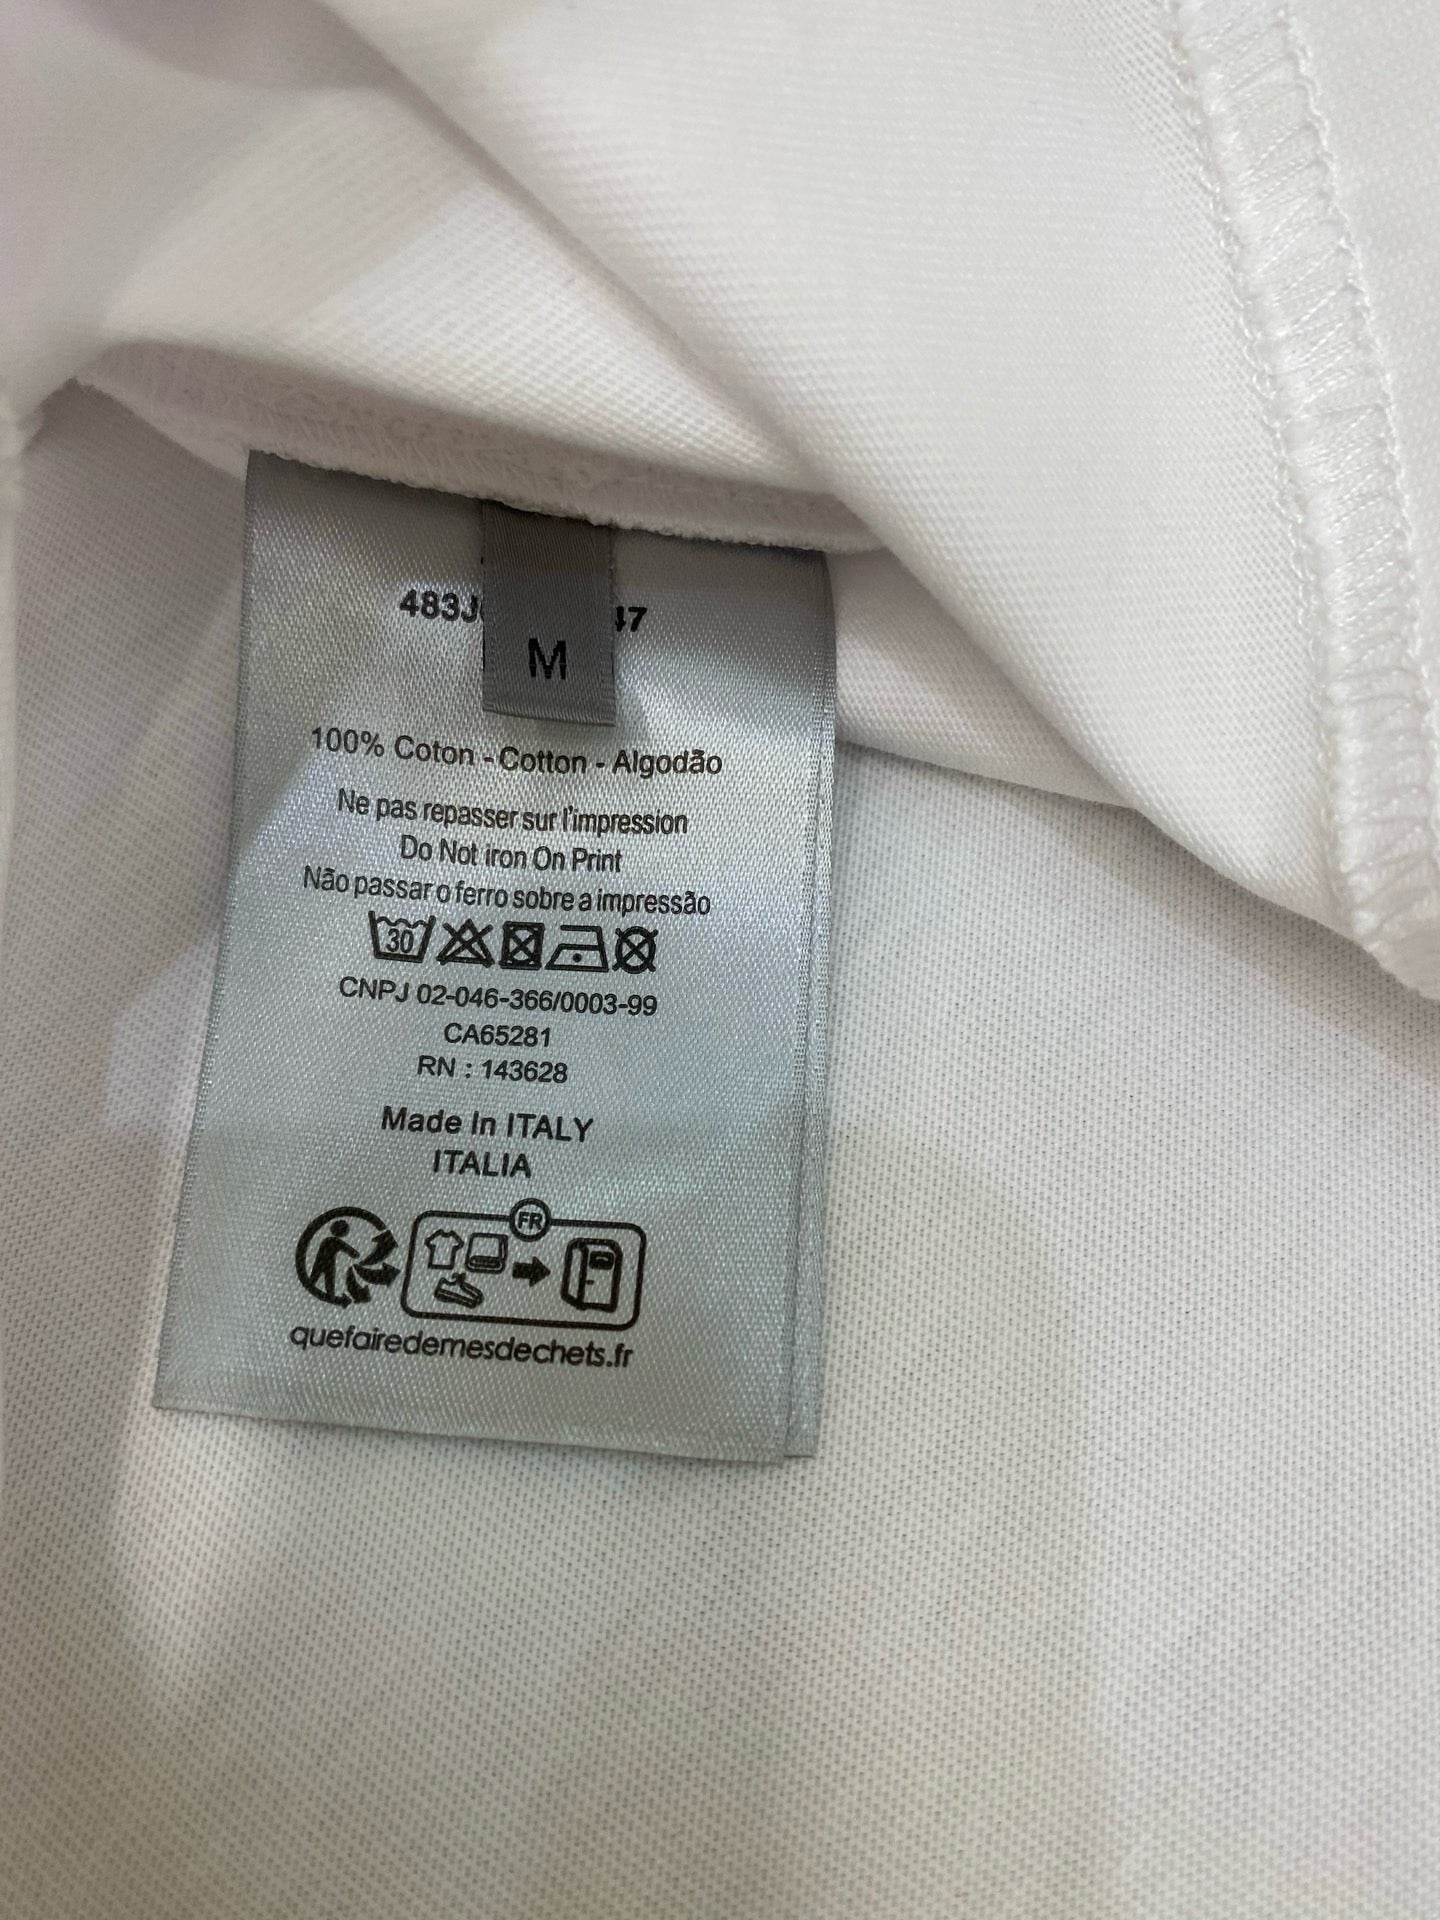 483J 47
M
100% Coton - Cotton - Algodão
Ne pas repasser sur l'impression
Do Not iron On Print
Não passar o ferro sobre a impressão
30
CNPJ 02-046-366/0003-99
CA65281
RN : 143628
Made In ITALY
ITALIA
FR
quefairedemesdechets.fr